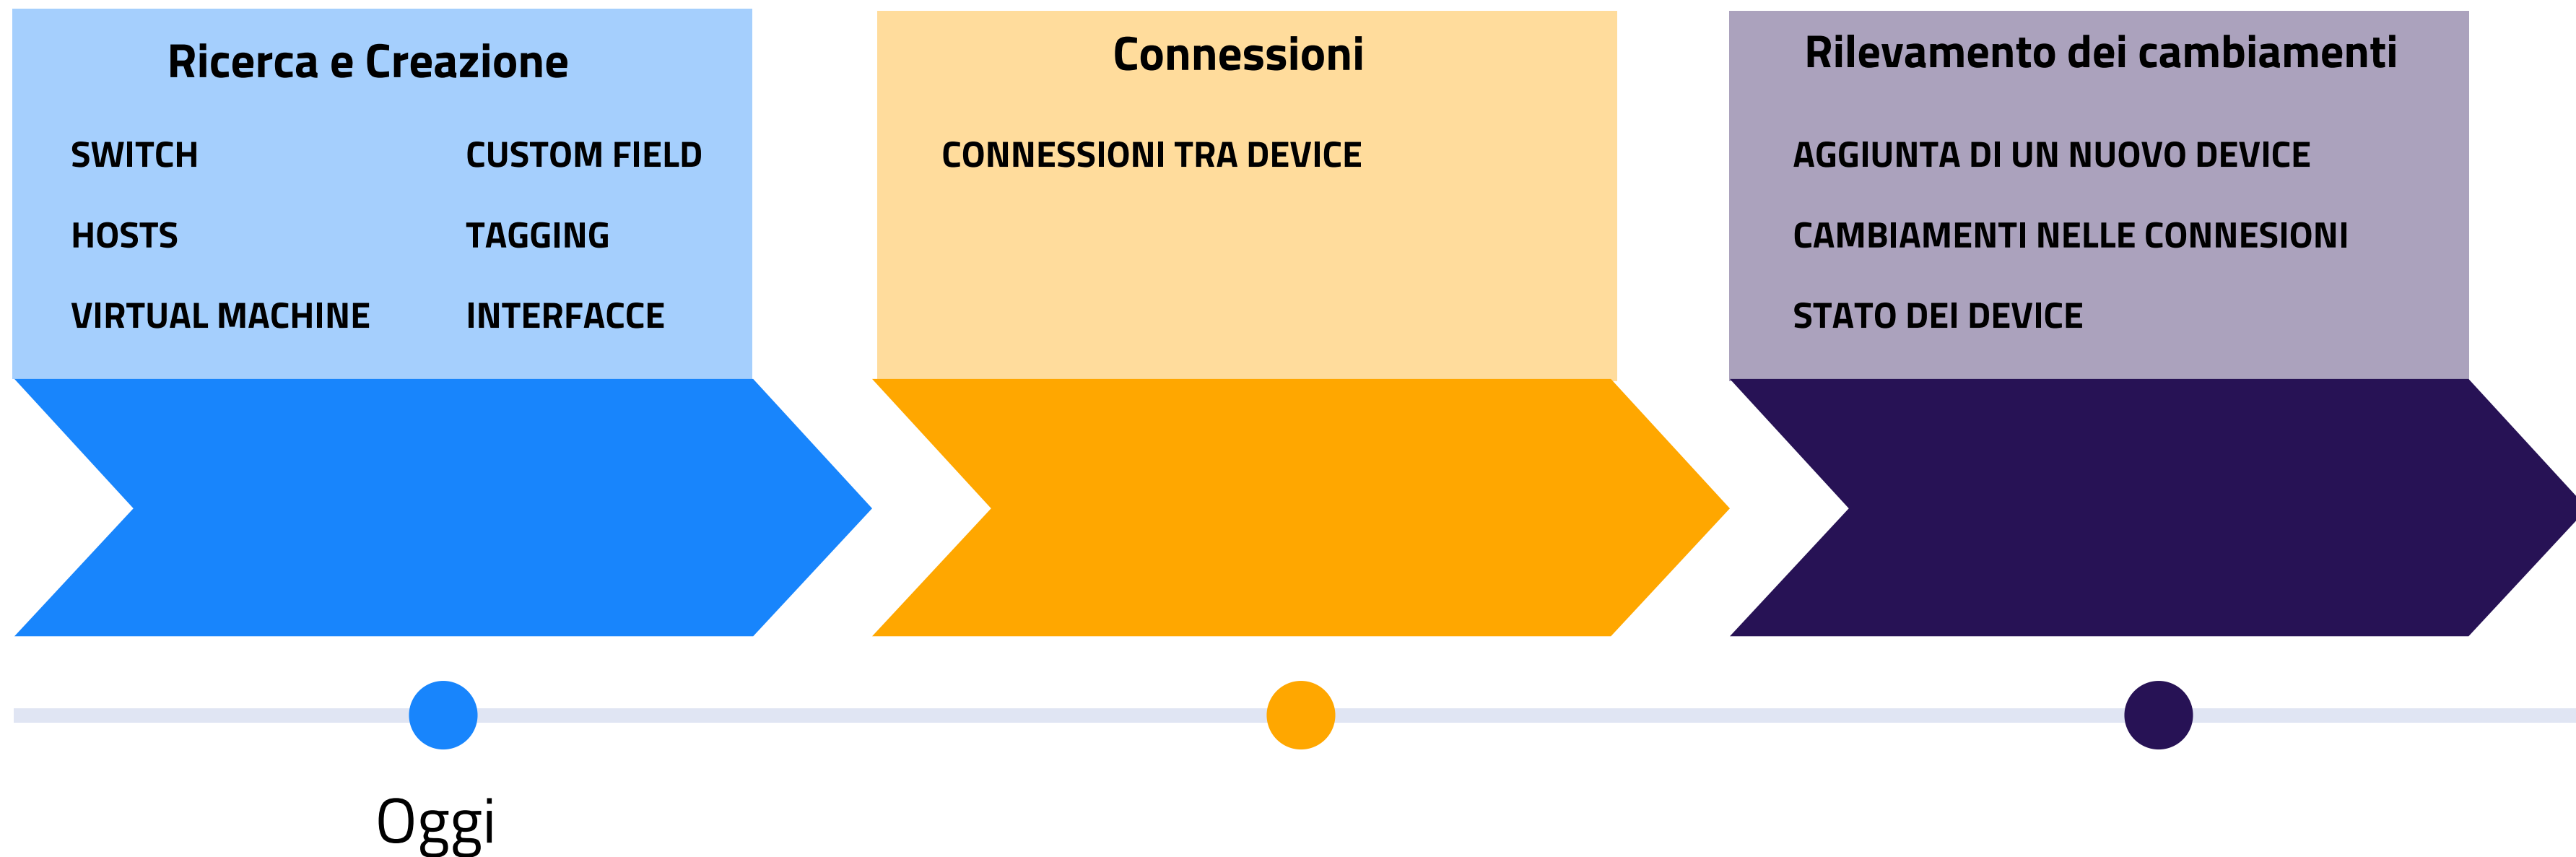 Ricerca e Creazione
SWITCH
CUSTOM FIELD
HOSTS
TAGGING
VIRTUAL MACHINE
INTERFACCE
Connessioni
CONNESSIONI TRA DEVICE
Rilevamento dei cambiamenti
AGGIUNTA DI UN NUOVO DEVICE
CAMBIAMENTI NELLE CONNESIONI
STATO DEI DEVICE
Oggi